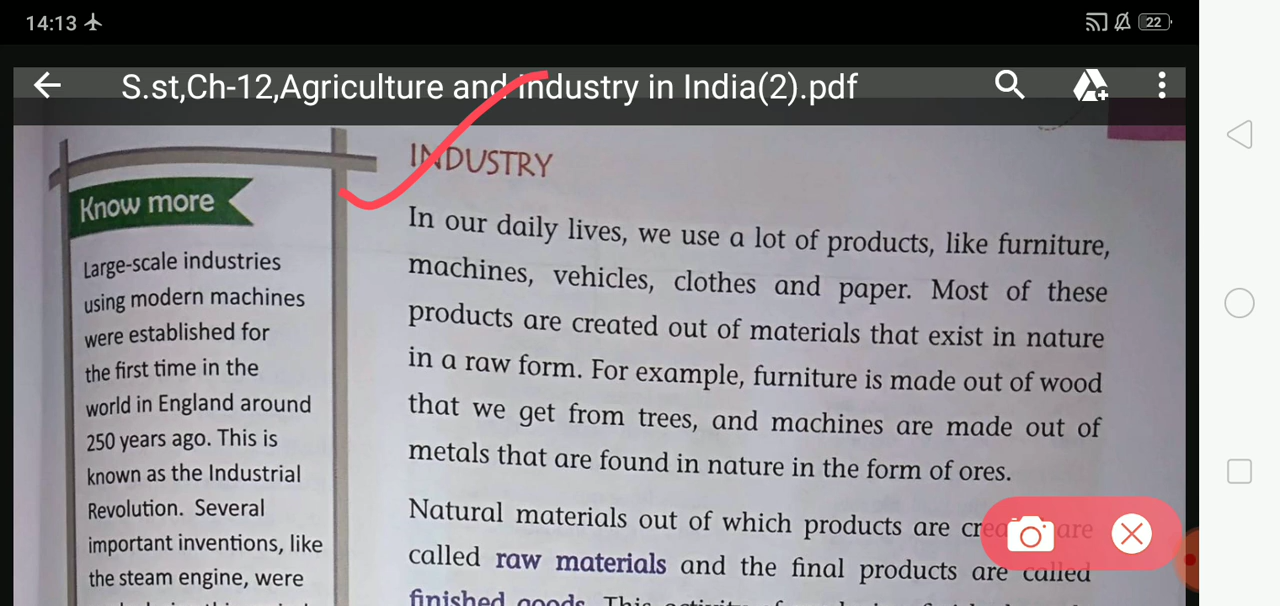 14:13
22
S.st,Ch-12,Agriculture and Industry in India(2).pdf
Know more
Large-scale industries
using modern machines
were established for
the first time in the
world in England around
250 years ago. This is
known as the Industrial
Revolution. Several
important inventions, like
the steam engine, were
INDUSTRY
In our daily lives, we use a lot of products, like furniture,
machines, vehicles, clothes and paper. Most of these
products are created out of materials that exist in nature
in a raw form. For example, furniture is made out of wood
that we get from trees, and machines are made out of
metals that are found in nature in the form of ores.
Natural materials out of which products are created are
called raw materials and the final products are called
finished goods. This activity of